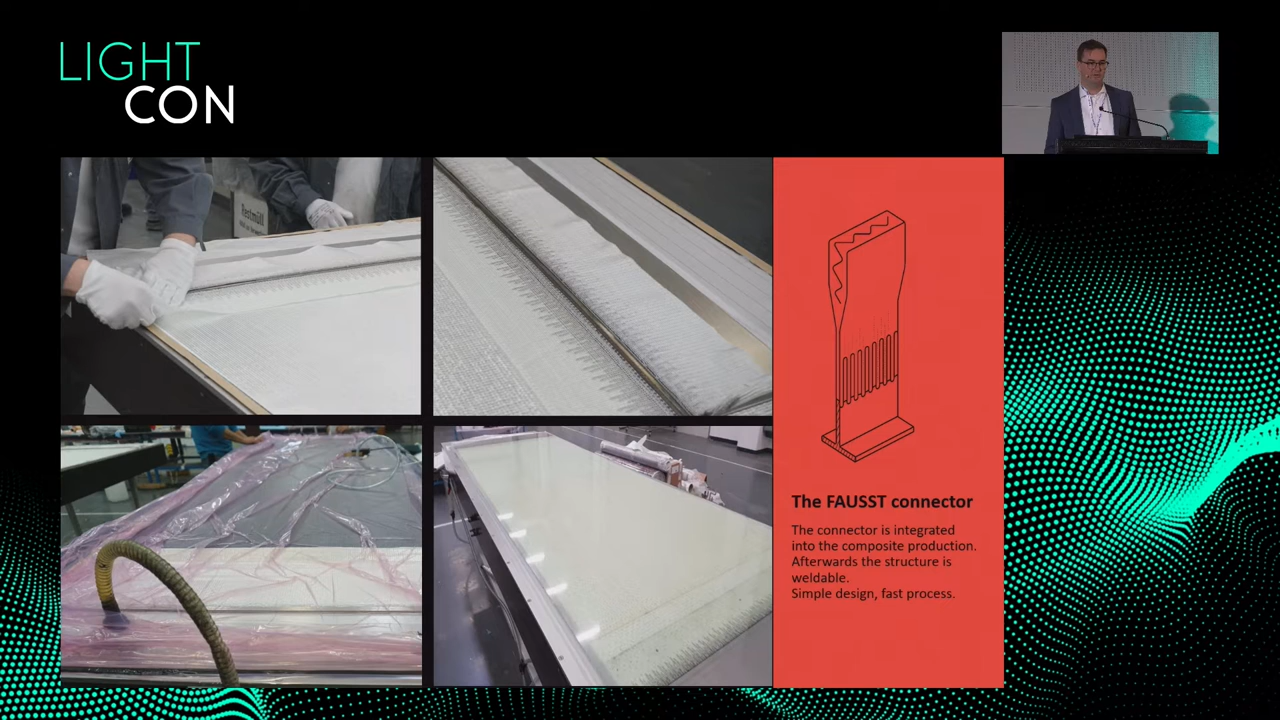 LIGHT
CON
Restmüll
The FAUSST connector
The connector is integrated
into the composite production.
Afterwards the structure is
weldable.
Simple design, fast process.